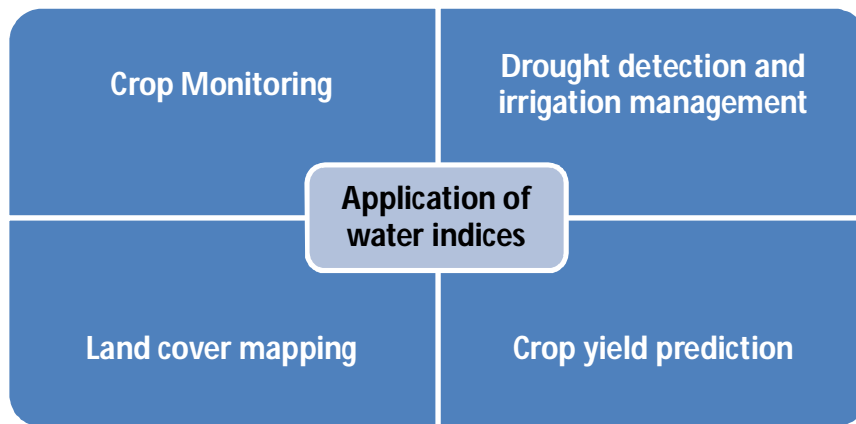 Crop Monitoring
Drought detection and
irrigation management
Application of
water indices
Land cover mapping
Crop yield prediction